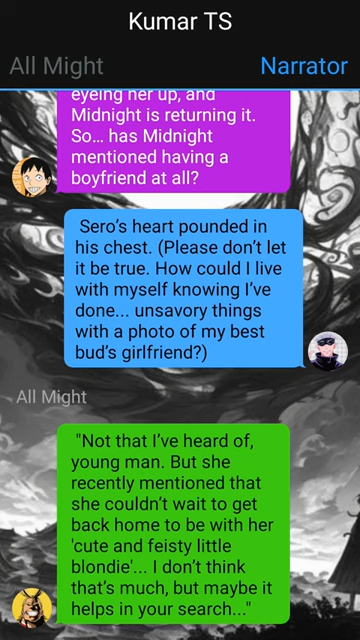 Kumar TS
All Might
Narrator
eyeing her up, and
Midnight is returning it.
So… has Midnight
mentioned having a
boyfriend at all?
Sero’s heart pounded in
his chest. (Please don’t let
it be true. How could I live
with myself knowing I’ve
done... unsavory things
with a photo of my best
bud’s girlfriend?)
All Might
"Not that I’ve heard of,
young man. But she
recently mentioned that
she couldn’t wait to get
back home to be with her
'cute and feisty little
blondie'... I don’t think
that’s much, but maybe it
helps in your search..."